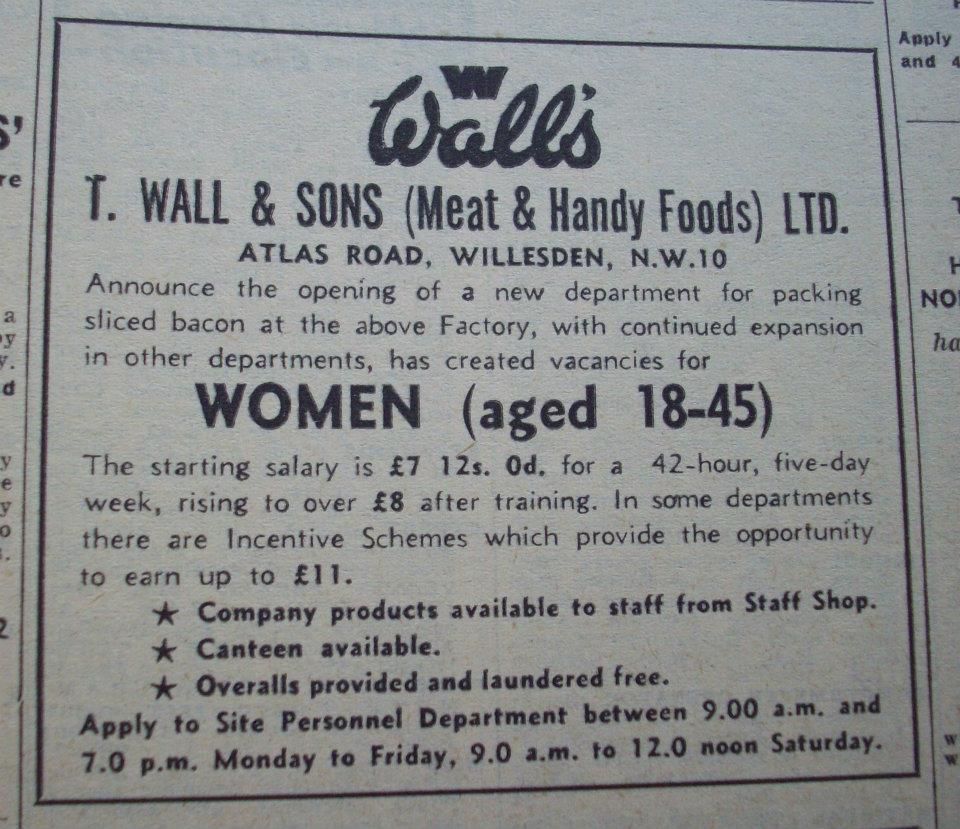 W
Wall's
T. WALL & SONS (Meat & Handy Foods) LTD.
ATLAS ROAD, WILLESDEN, N.W.10
Announce the opening of a new department for packing
sliced bacon at the above Factory, with continued expansion
in other departments, has created vacancies for
WOMEN (aged 18-45)
The starting salary is £7 12s. 0d. for a 42-hour, five-day
week, rising to over £8 after training. In some departments
there are Incentive Schemes which provide the opportunity
to earn up to £11.
★ Company products available to staff from Staff Shop.
★ Canteen available.
★ Overalls provided and laundered free.
Apply to Site Personnel Department between 9.00 a.m. and
7.0 p.m. Monday to Friday, 9.0 a.m. to 12.0 noon Saturday.
Apply
and 4